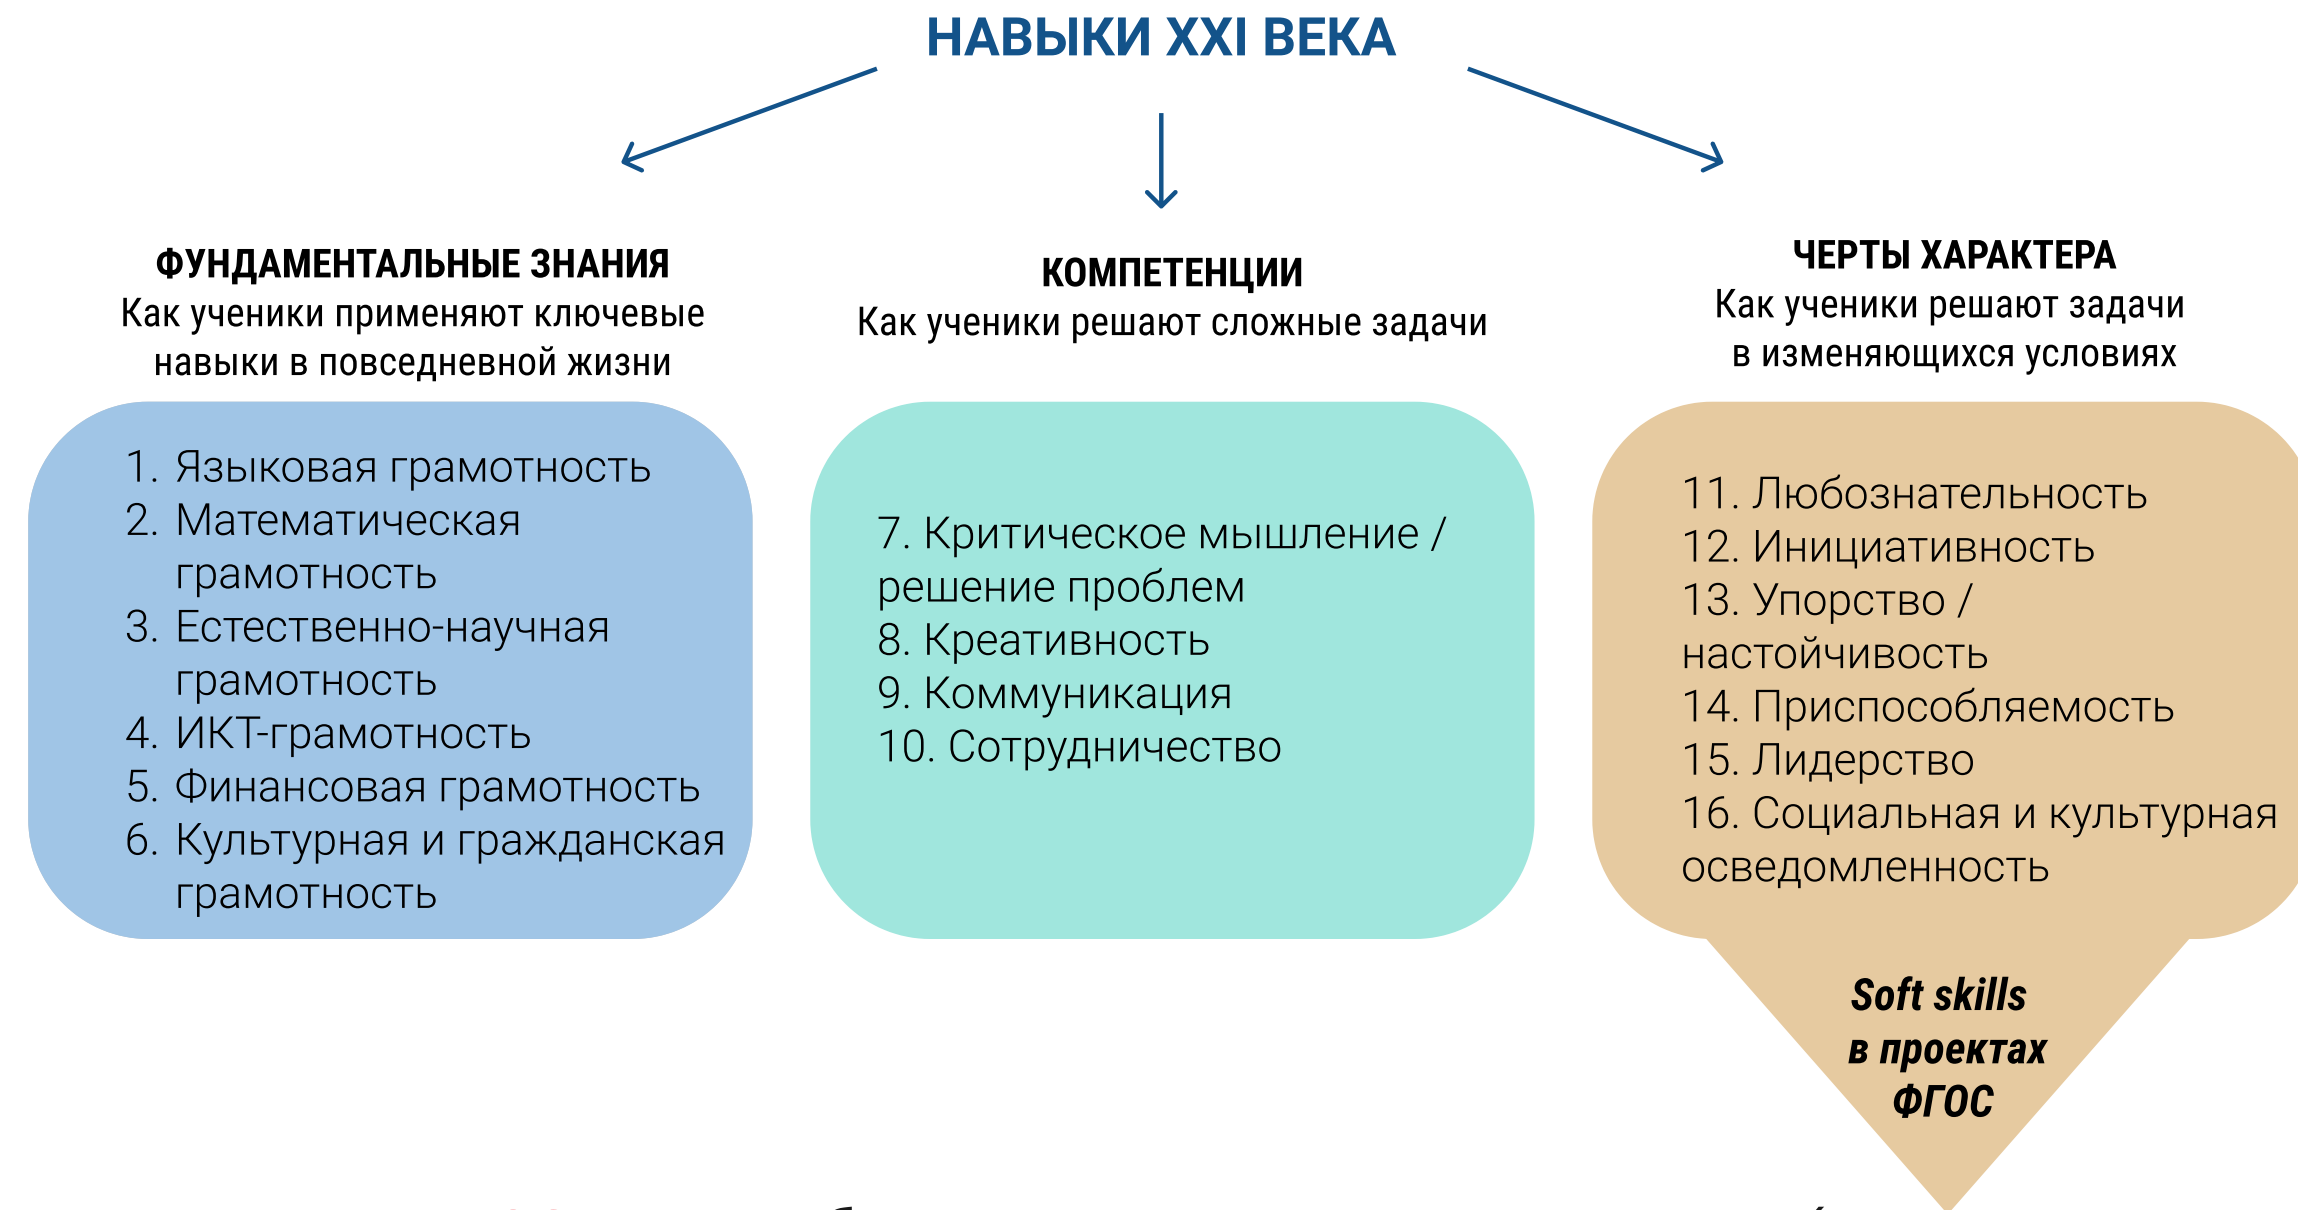 НАВЫКИ XXI ВЕКА
ФУНДАМЕНТАЛЬНЫЕ ЗНАНИЯ
Как ученики применяют ключевые
навыки в повседневной жизни
1. Языковая грамотность
2. Математическая
грамотность
3. Естественно-научная
грамотность
4. ИКТ-грамотность
5. Финансовая грамотность
6. Культурная и гражданская
грамотность
КОМПЕТЕНЦИИ
Как ученики решают сложные задачи
7. Критическое мышление /
решение проблем
8. Креативность
9. Коммуникация
10. Сотрудничество
ЧЕРТЫ ХАРАКТЕРА
Как ученики решают задачи
в изменяющихся условиях
11. Любознательность
12. Инициативность
13. Упорство /
настойчивость
14. Приспособляемость
15. Лидерство
16. Социальная и культурная
осведомленность
Soft skills
в проектах
ФГОС